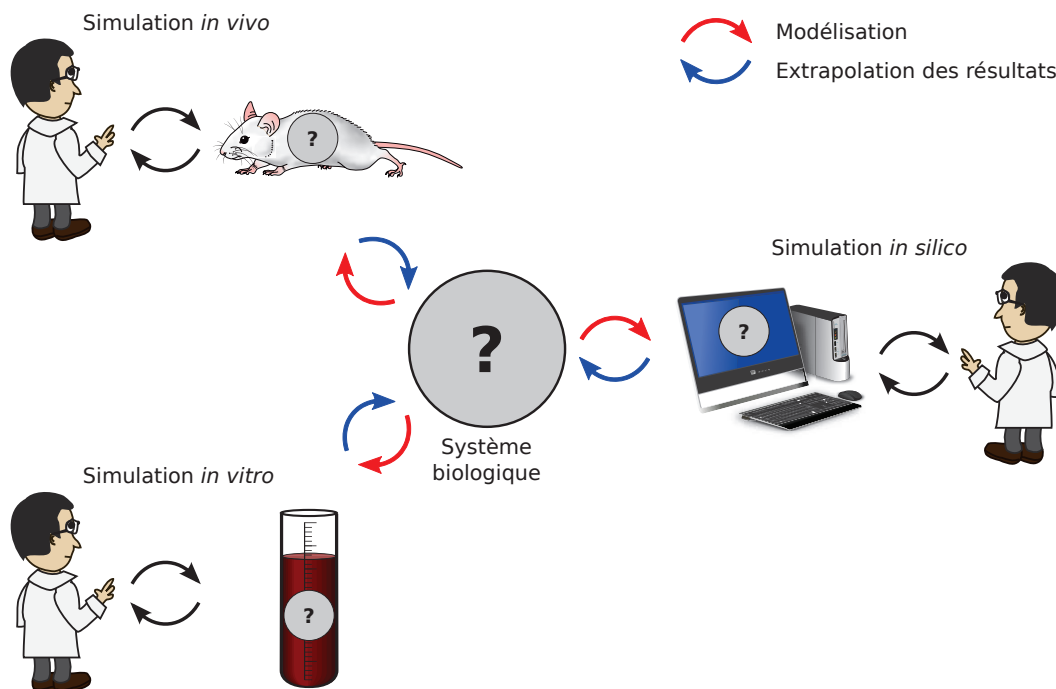 Simulation in vivo
Modélisation
Extrapolation des résultats
?
Simulation in silico
?
?
Système
biologique
Simulation in vitro
?